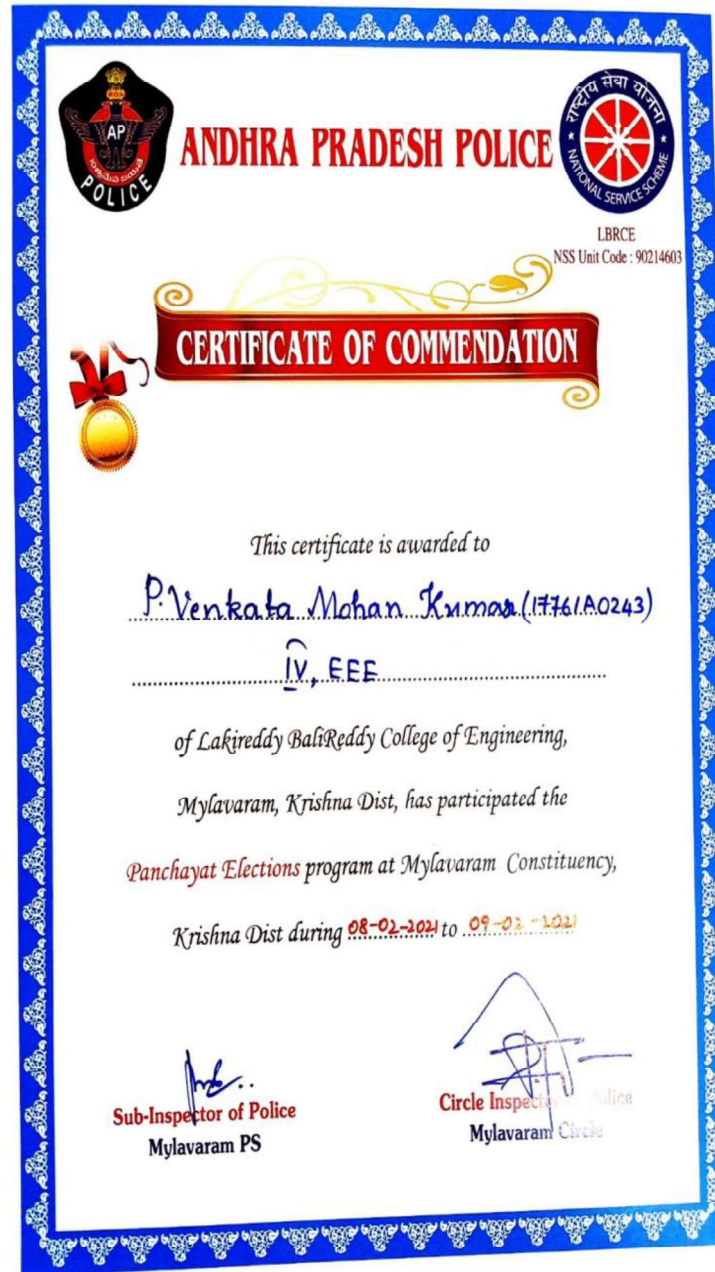 AP
సత్యమేవ జయతే
POLICE
ANDHRA PRADESH POLICE
राष्ट्रीय सेवा योजना
NATIONAL SERVICE SCHEME
LBRCE
NSS Unit Code : 90214603
CERTIFICATE OF COMMENDATION
This certificate is awarded to
P. Venkata Mohan Kumar (17761A0243)
IV, EEE
of Lakireddy BaliReddy College of Engineering,
Mylavaram, Krishna Dist, has participated the
Panchayat Elections program at Mylavaram Constituency,
Krishna Dist during 08-02-2021 to 09-02-2021
Sub-Inspector of Police
Mylavaram PS
Circle Inspector of Police
Mylavaram Circle